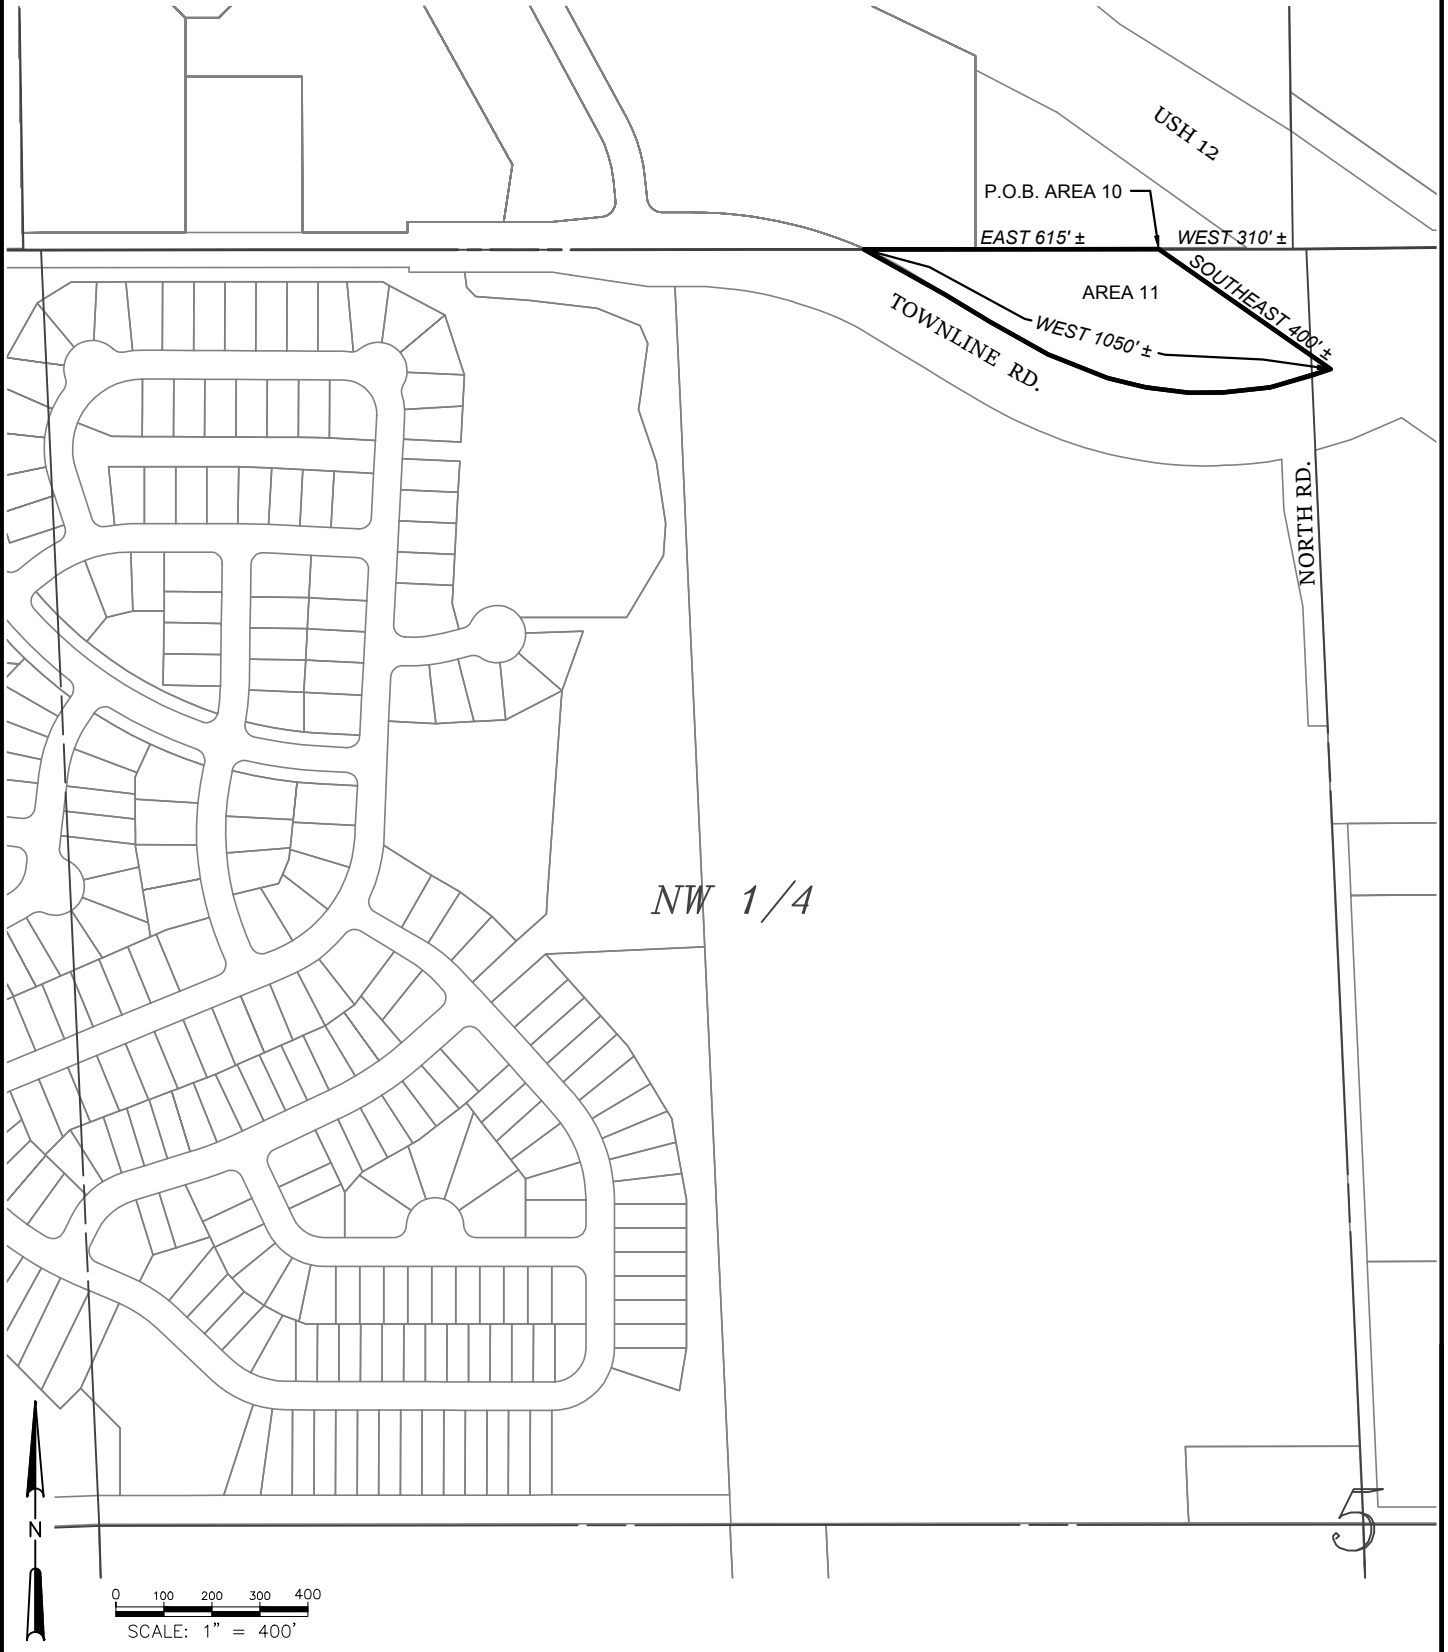 USH 12
P.O.B. AREA 10
EAST 615' ±
WEST 310' ±
SOUTHEAST 400' ±
AREA 11
WEST 1050' ±
TOWNLINE RD.
NORTH RD.
NW 1/4
5
N
0 100 200 300 400
SCALE: 1" = 400'